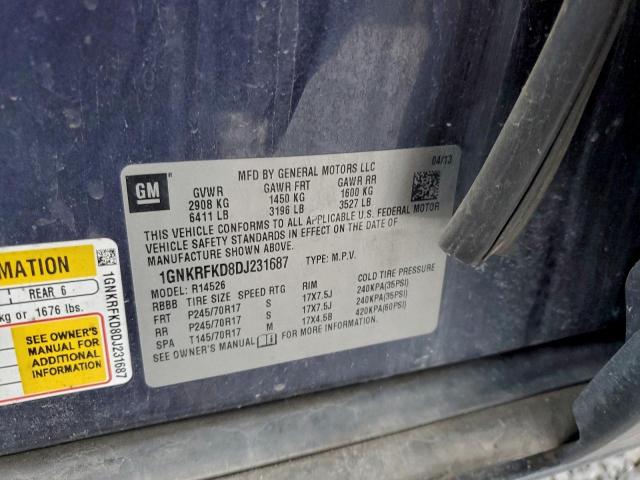 MFD BY GENERAL MOTORS LLC
04/13
GM
GVWR GAWR FRT GAWR RR
2908 KG 1450 KG 1600 KG
6411 LB 3196 LB 3527 LB
THIS VEHICLE CONFORMS TO ALL APPLICABLE U.S. FEDERAL MOTOR
VEHICLE SAFETY STANDARDS IN EFFECT ON THE DATE OF
MANUFACTURE SHOWN ABOVE.
1GNKRFKD8DJ231687 TYPE: M.P.V.
MODEL: R14526
RBBB TIRE SIZE SPEED RTG RIM COLD TIRE PRESSURE
FRT P245/70R17 S 17X7.5J 240KPA(35PSI)
RR P245/70R17 S 17X7.5J 240KPA(35PSI)
SPA T145/70R17 M 17X4.5B 420KPA(60PSI)
SEE OWNER'S MANUAL FOR MORE INFORMATION.
MATION
REAR 6
kg or 1676 lbs.
SEE OWNER'S
MANUAL FOR
ADDITIONAL
INFORMATION
1GNKRFKD8DJ231687